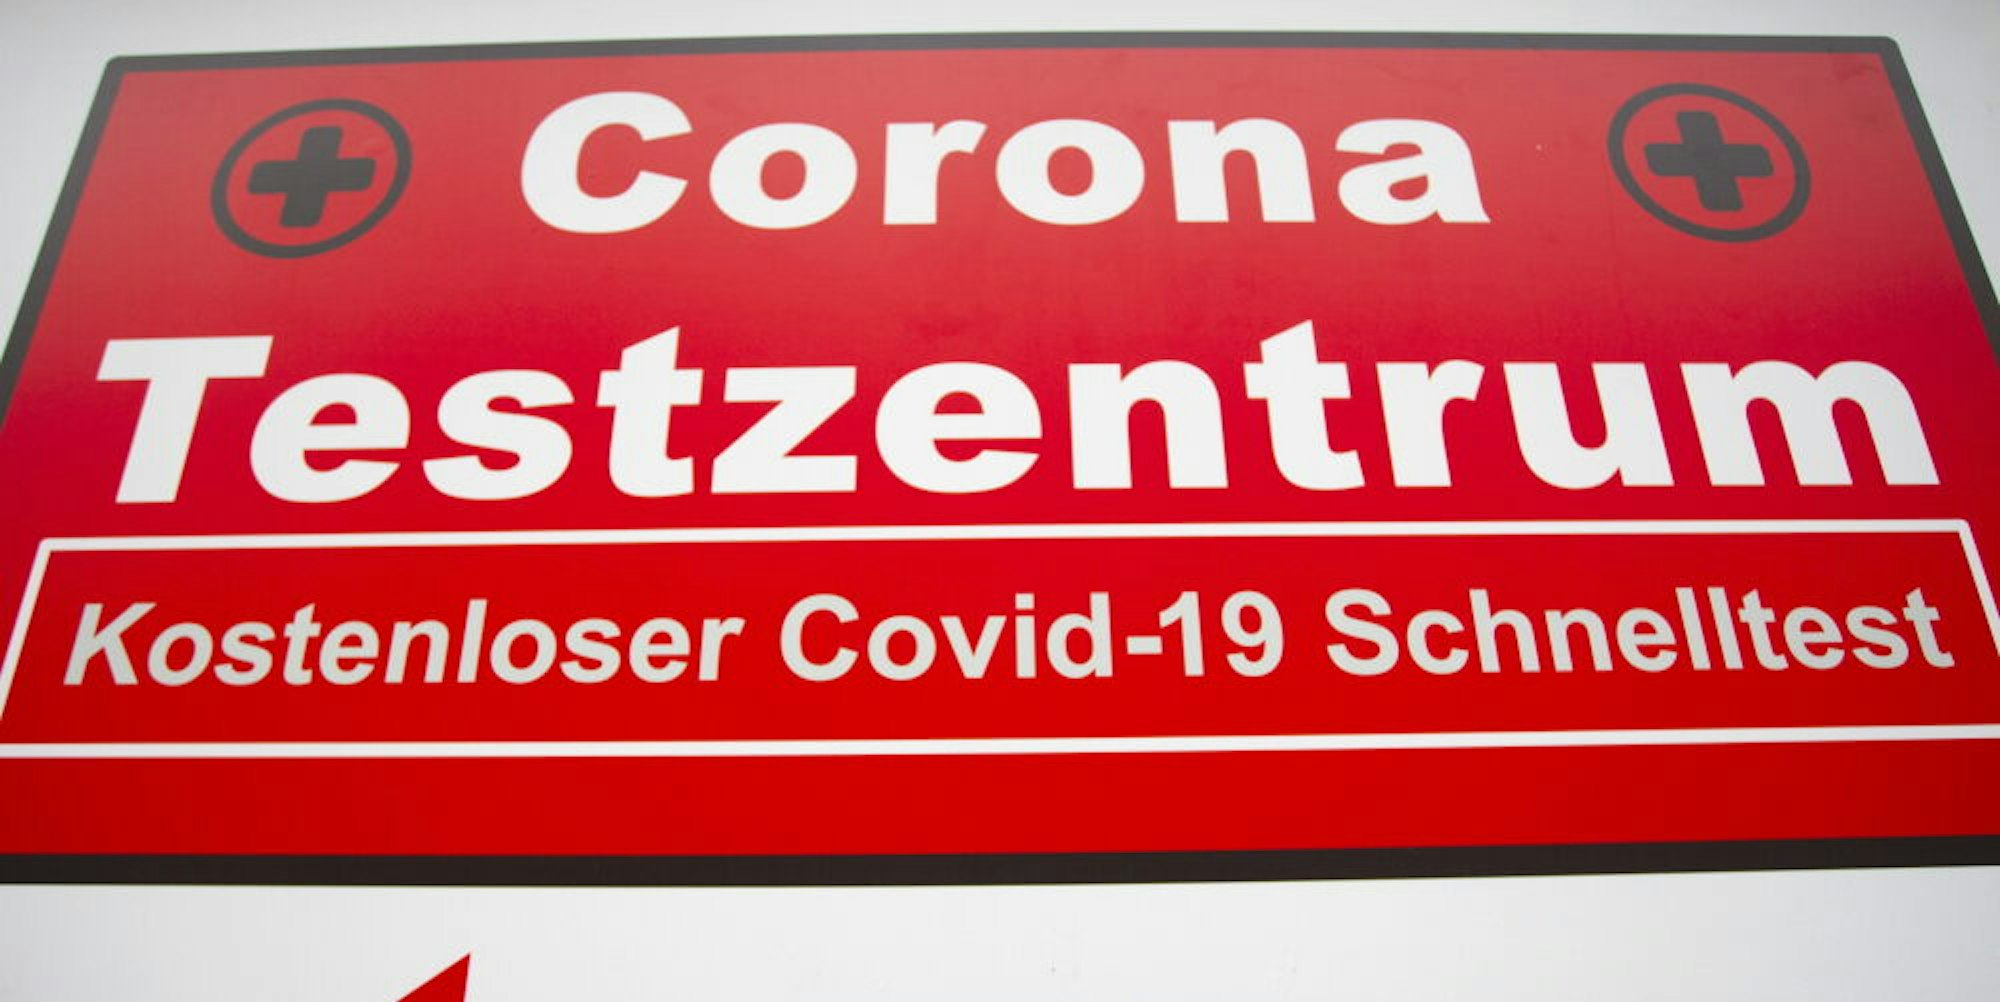 Corona
Testzentrum
Kostenloser Covid-19 Schnelltest